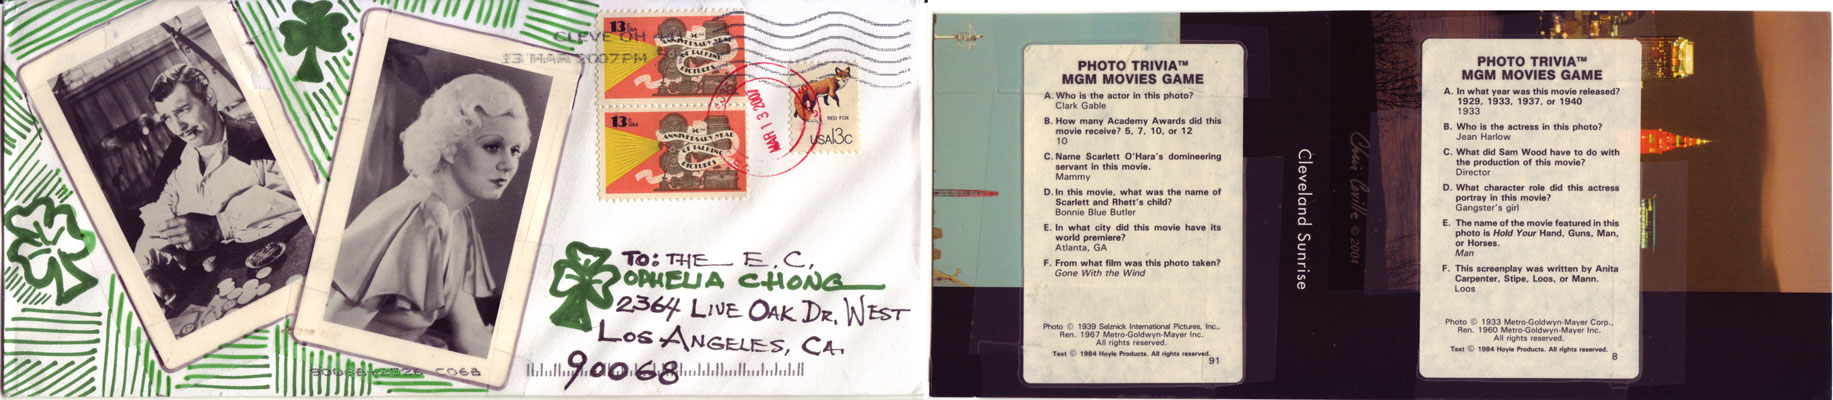 13c USA
50th
ANNIVERSARY YEAR
OF TALKING
PICTURES
13c USA
50th
ANNIVERSARY YEAR
OF TALKING
PICTURES
RED FOX
USA13c
CLEVE OH 441
13 MAR 2007 PM
MAR 13 2007
TO: THE E.C.
OPHELIA CHONG
2364 LIVE OAK DR. WEST
LOS ANGELES, CA.
90068
PHOTO TRIVIA™
MGM MOVIES GAME
A. Who is the actor in this photo?
Clark Gable
B. How many Academy Awards did this
movie receive? 5, 7, 10, or 12
10
C. Name Scarlett O'Hara's domineering
servant in this movie.
Mammy
D. In this movie, what was the name of
Scarlett and Rhett's child?
Bonnie Blue Butler
E. In what city did this movie have its
world premiere?
Atlanta, GA
F. From what film was this photo taken?
Gone With the Wind
Photo © 1939 Selznick International Pictures, Inc.,
Ren. 1967 Metro-Goldwyn-Mayer Inc.
All rights reserved.
Text © 1984 Hoyle Products. All rights reserved.
91
Cleveland Sunrise
© 2004
PHOTO TRIVIA™
MGM MOVIES GAME
A. In what year was this movie released?
1929, 1933, 1937, or 1940
1933
B. Who is the actress in this photo?
Jean Harlow
C. What did Sam Wood have to do with
the production of this movie?
Director
D. What character role did this actress
portray in this movie?
Gangster's girl
E. The name of the movie featured in this
photo is Hold Your Hand, Guns, Man,
or Horses.
Man
F. This screenplay was written by Anita
Carpenter, Stipe, Loos, or Mann.
Loos
Photo © 1933 Metro-Goldwyn-Mayer Corp.,
Ren. 1960 Metro-Goldwyn-Mayer Inc.
All rights reserved.
Text © 1984 Hoyle Products. All rights reserved.
8